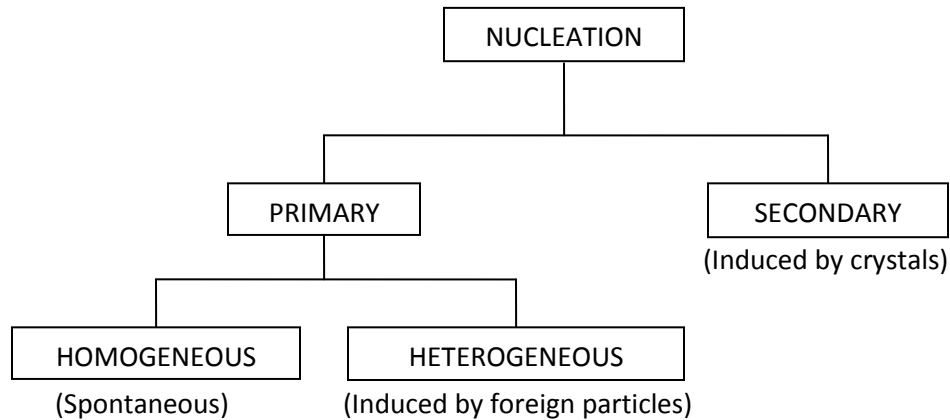 NUCLEATION
PRIMARY
SECONDARY
(Induced by crystals)
HOMOGENEOUS
HETEROGENEOUS
(Spontaneous)
(Induced by foreign particles)